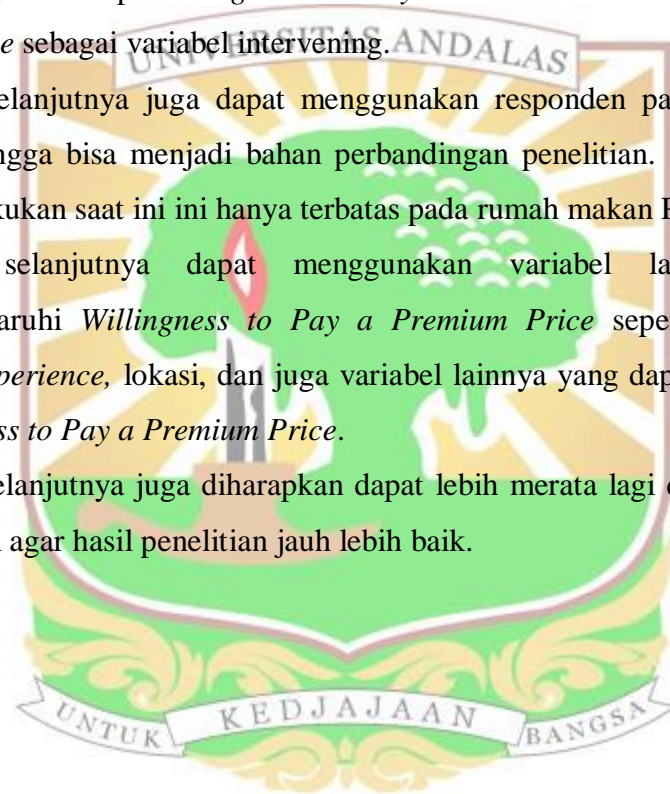 sebagai variabel intervening.
UNIVERSITAS ANDALAS
elanjutnya juga dapat menggunakan responden pa
ngga bisa menjadi bahan perbandingan penelitian.
kukan saat ini ini hanya terbatas pada rumah makan
selanjutnya dapat menggunakan variabel la
aruhi Willingness to Pay a Premium Price sepe
perience, lokasi, dan juga variabel lainnya yang dap
ss to Pay a Premium Price.
elanjutnya juga diharapkan dapat lebih merata lagi
agar hasil penelitian jauh lebih baik.
UNTUK KEDJAJAAN BANGSA